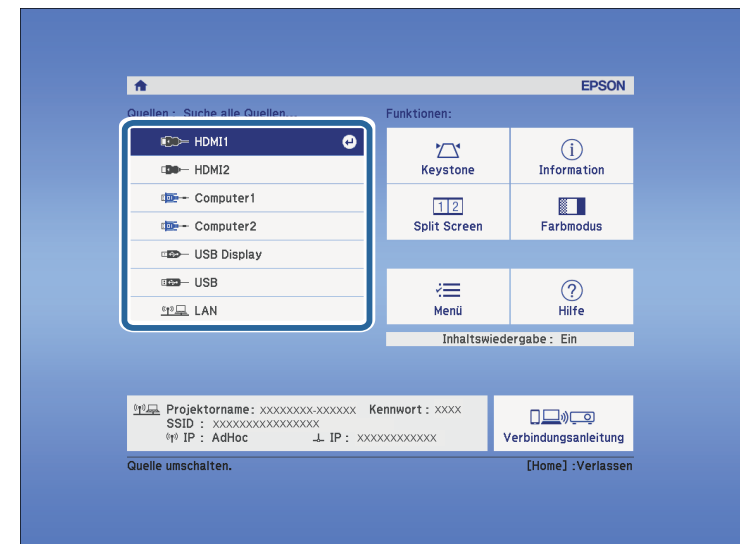 EPSON
Quellen : Suche alle Quellen...
Funktionen:
HDMI1
HDMI2
Computer1
Computer2
USB Display
USB
LAN
Keystone
Information
1 2
Split Screen
Farbmodus
Menü
Hilfe
Inhaltswiedergabe : Ein
Projektorname : xxxxxxxx-xxxxxx Kennwort : xxxx
SSID : xxxxxxxxxxxxxxxx
IP : AdHoc IP : xxxxxxxxxxxx
Verbindungsanleitung
Quelle umschalten.
[Home] :Verlassen